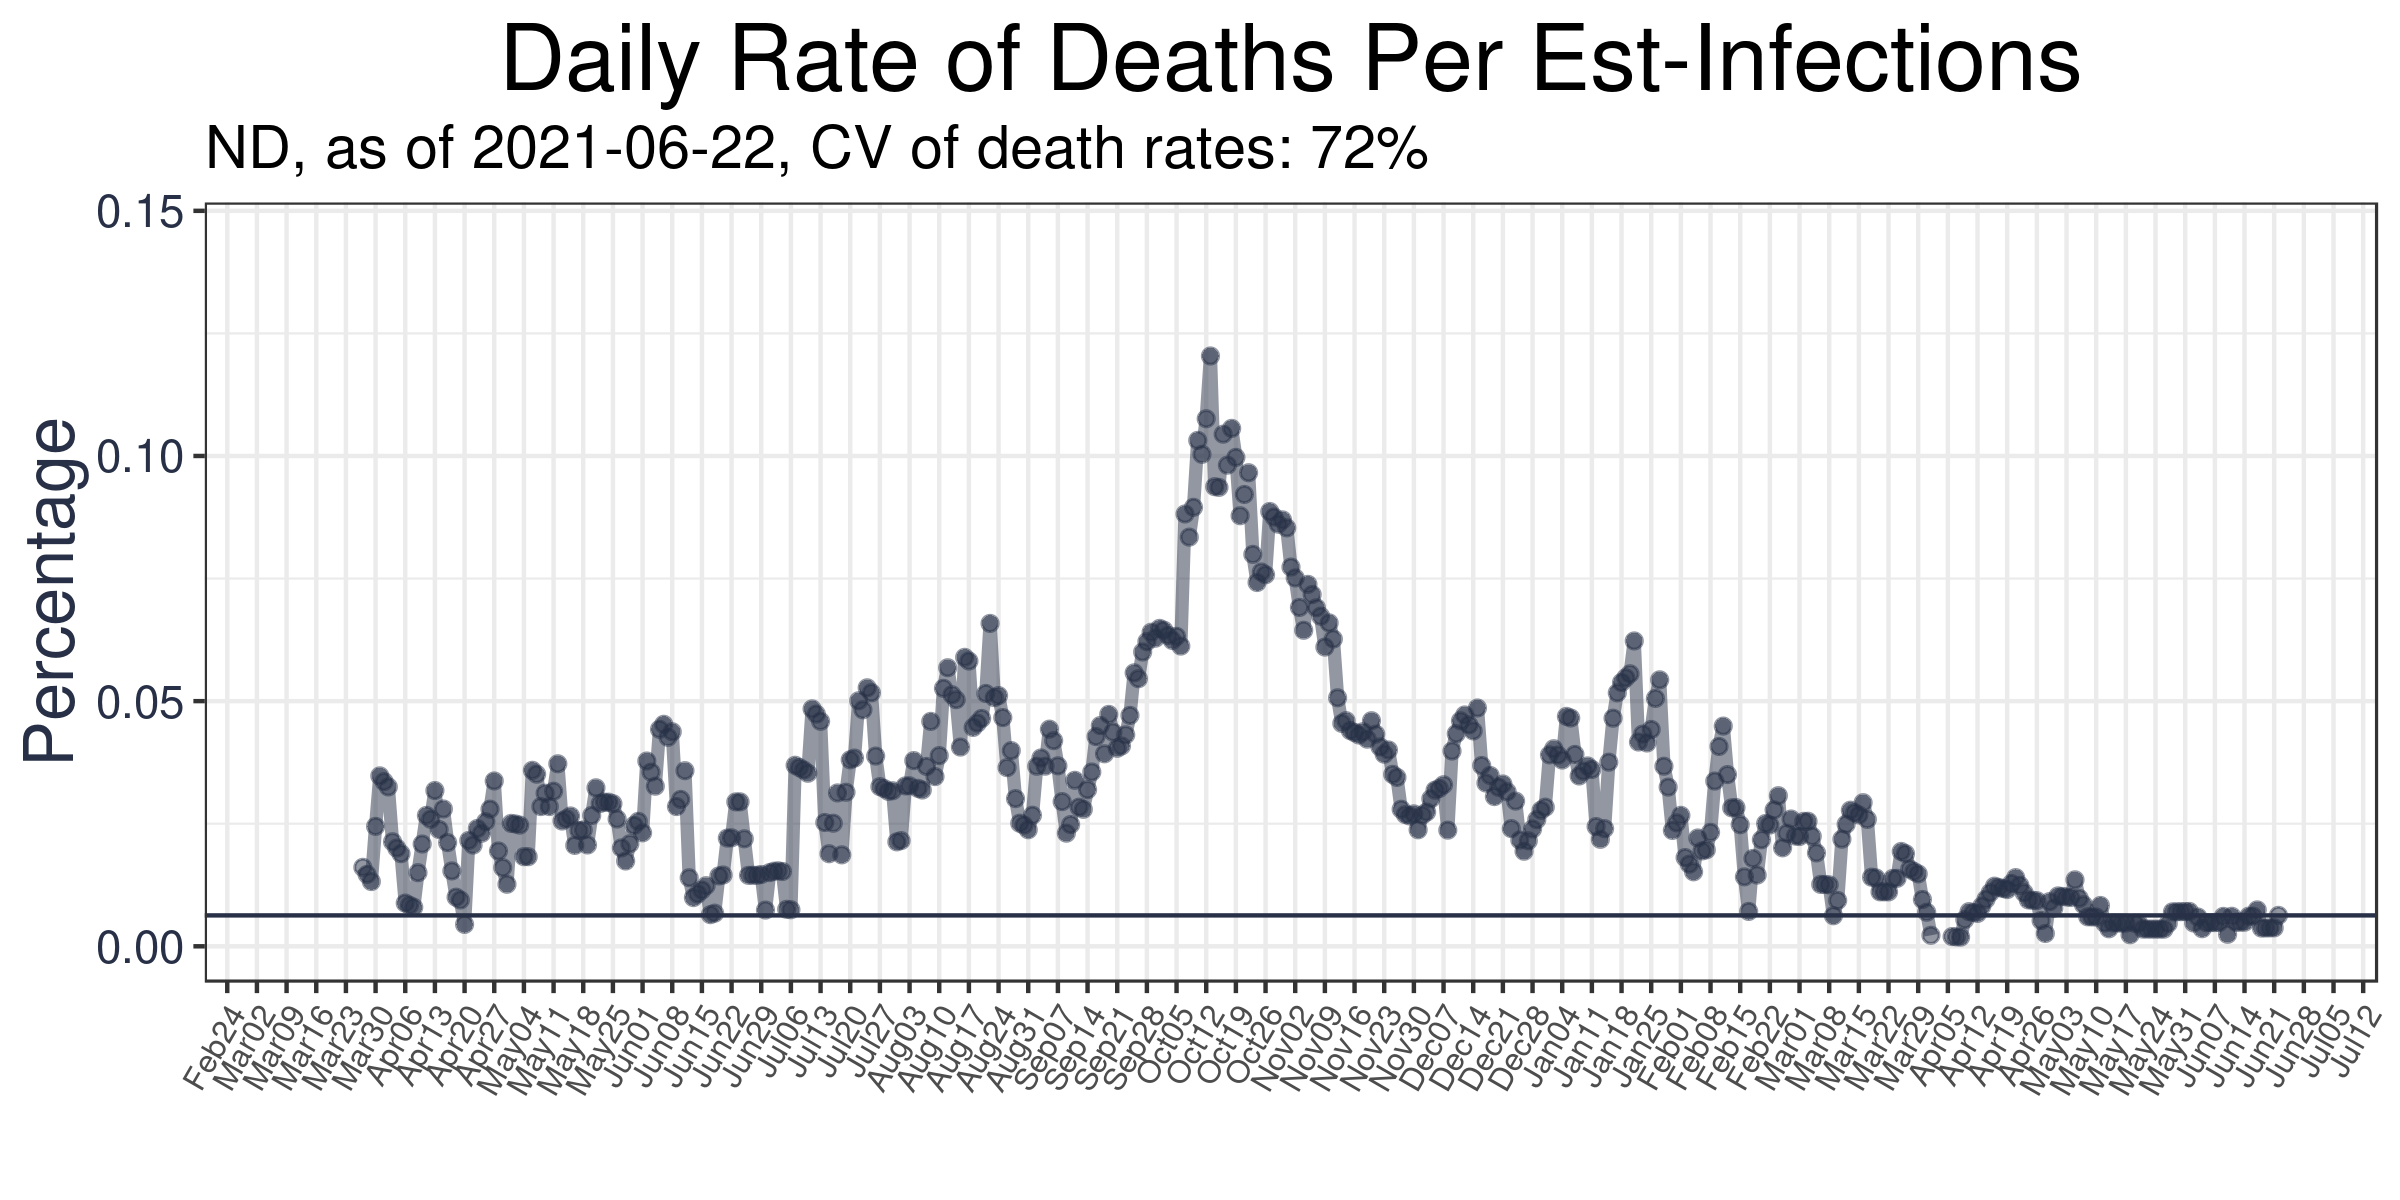 Daily Rate of Deaths Per Est-Infections
ND, as of 2021-06-22, CV of death rates: 72%
Percentage
0.15
0.10
0.05
0.00
Feb24
Mar02
Mar09
Mar16
Mar23
Mar30
Apr06
Apr13
Apr20
Apr27
May04
May11
May18
May25
Jun01
Jun08
Jun15
Jun22
Jun29
Jul06
Jul13
Jul20
Jul27
Aug03
Aug10
Aug17
Aug24
Aug31
Sep07
Sep14
Sep21
Sep28
Oct05
Oct12
Oct19
Oct26
Nov02
Nov09
Nov16
Nov23
Nov30
Dec07
Dec14
Dec21
Dec28
Jan04
Jan11
Jan18
Jan25
Feb01
Feb08
Feb15
Feb22
Mar01
Mar08
Mar15
Mar22
Mar29
Apr05
Apr12
Apr19
Apr26
May03
May10
May17
May24
May31
Jun07
Jun14
Jun21
Jun28
Jul05
Jul12